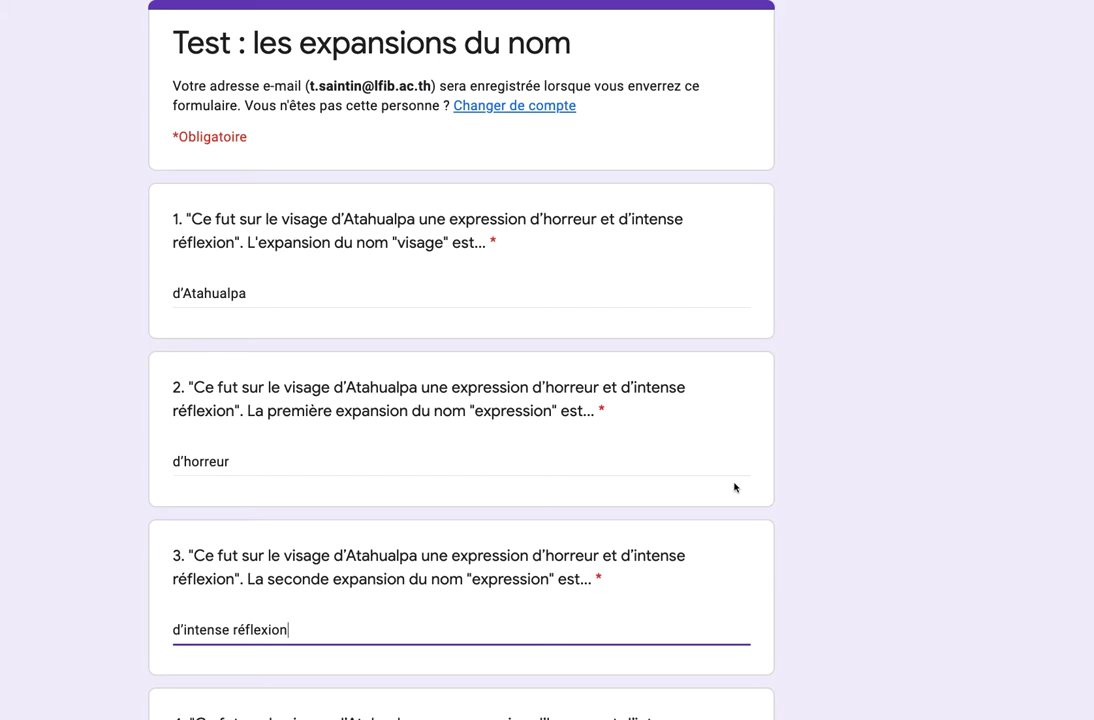 Test : les expansions du nom
Votre adresse e-mail (t.saintin@lfib.ac.th) sera enregistrée lorsque vous enverrez ce
formulaire. Vous n'êtes pas cette personne ? Changer de compte
*Obligatoire
1. "Ce fut sur le visage d’Atahualpa une expression d’horreur et d’intense
réflexion". L'expansion du nom "visage" est... *
d’Atahualpa
2. "Ce fut sur le visage d’Atahualpa une expression d’horreur et d’intense
réflexion". La première expansion du nom "expression" est... *
d’horreur
3. "Ce fut sur le visage d’Atahualpa une expression d’horreur et d’intense
réflexion". La seconde expansion du nom "expression" est... *
d’intense réflexion